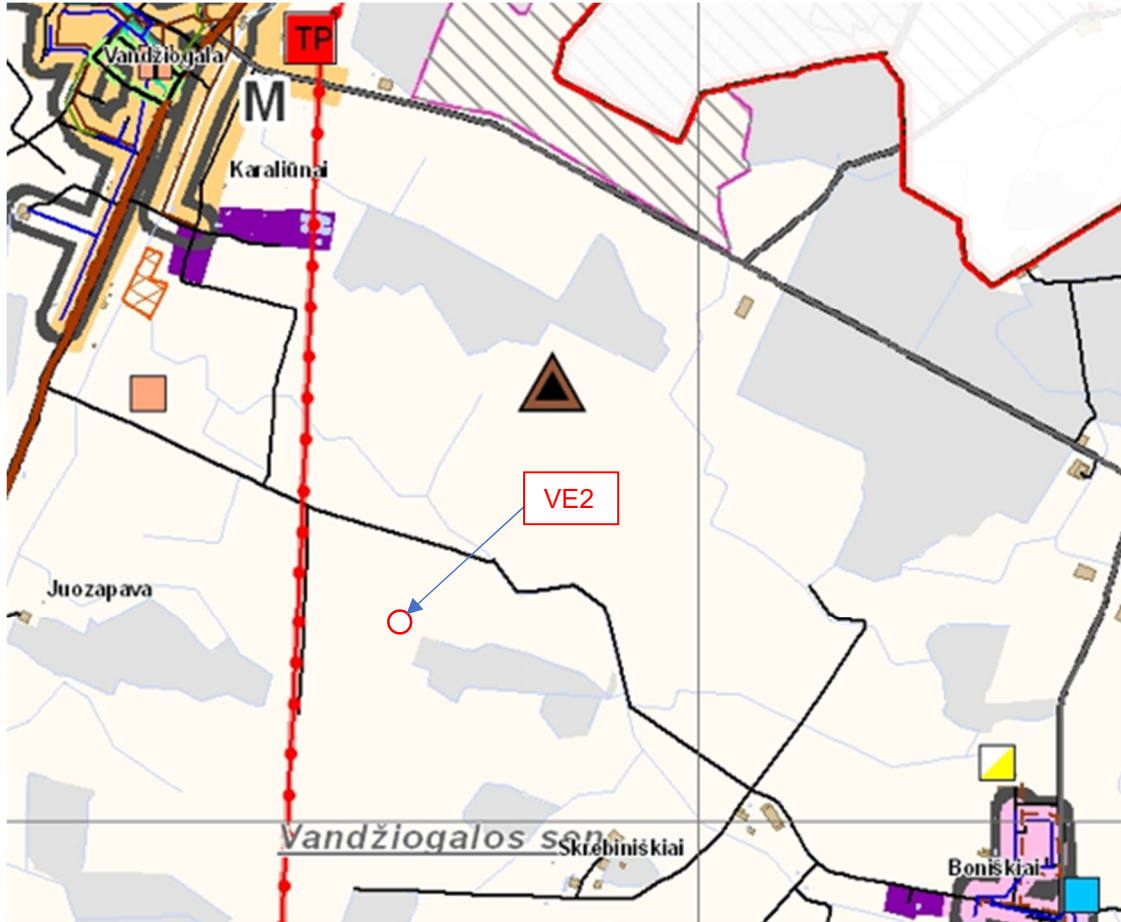 TP
Vandžiogala
M
Karaliūnai
VE2
Juozapava
Vandžiogalos sen.
Skrebiniškiai
Boniškiai